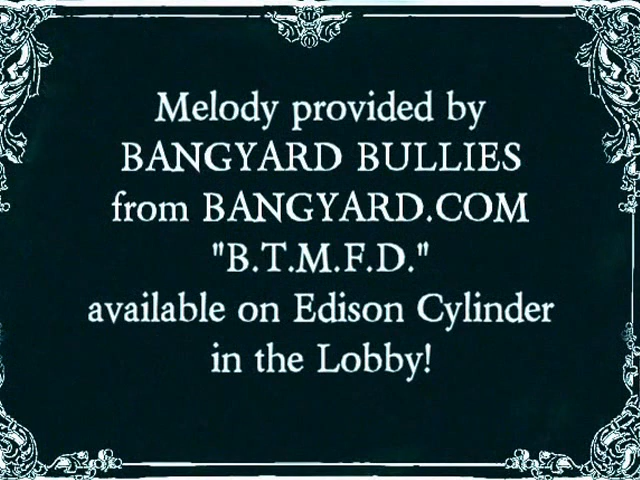 Melody provided by
BANGYARD BULLIES
from BANGYARD.COM
"B.T.M.F.D."
available on Edison Cylinder
in the Lobby!